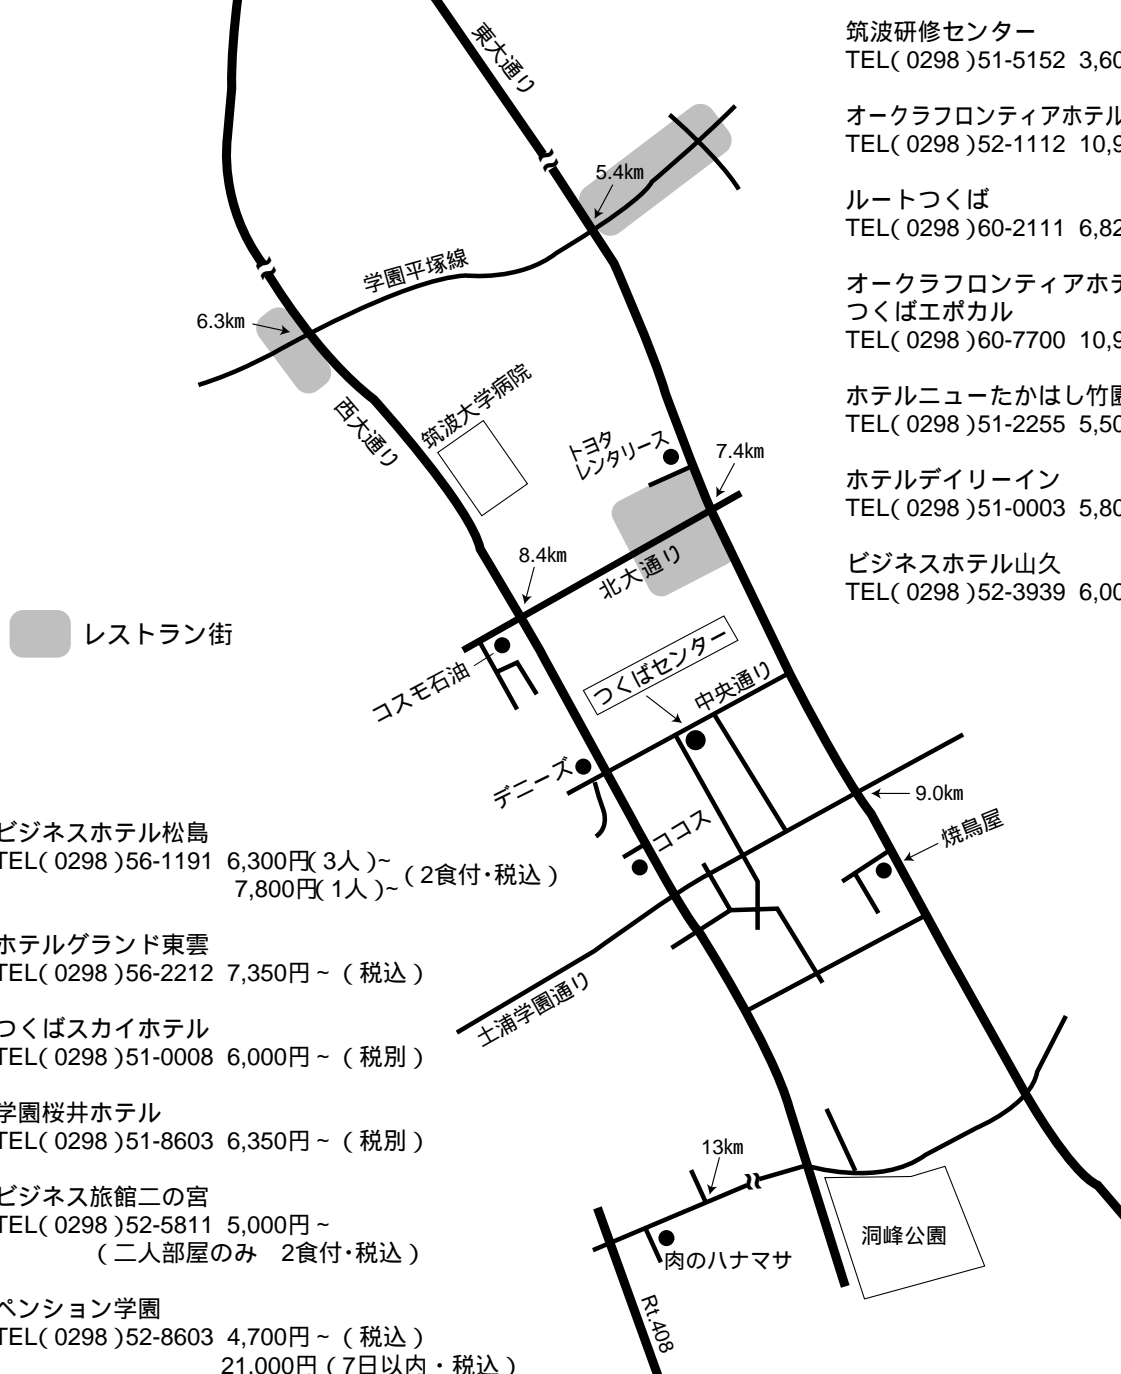 東大通り
5.4km
学園平塚線
6.3km
西大通り
筑波大学病院
トヨタ
レンタリース
7.4km
8.4km
北大通り
レストラン街
コスモ石油
つくばセンター
中央通り
デニーズ
ココス
9.0km
焼鳥屋
土浦学園通り
13km
洞峰公園
肉のハナマサ
Rt.408
筑波研修センター
TEL(0298)51-5152 3,60
オークラフロンティアホテル
TEL(0298)52-1112 10,9
ルートつくば
TEL(0298)60-2111 6,82
オークラフロンティアホテ
つくばエポカル
TEL(0298)60-7700 10,9
ホテルニューたかはし竹園
TEL(0298)51-2255 5,50
ホテルデイリーイン
TEL(0298)51-0003 5,80
ビジネスホテル山久
TEL(0298)52-3939 6,00
ビジネスホテル松島
TEL(0298)56-1191 6,300円(3人)~
7,800円(1人)~(2食付・税込)
ホテルグランド東雲
TEL(0298)56-2212 7,350円~(税込)
つくばスカイホテル
TEL(0298)51-0008 6,000円~(税別)
学園桜井ホテル
TEL(0298)51-8603 6,350円~(税別)
ビジネス旅館二の宮
TEL(0298)52-5811 5,000円~
(二人部屋のみ 2食付・税込)
ペンション学園
TEL(0298)52-8603 4,700円~(税込)
21,000円(7日以内・税込)